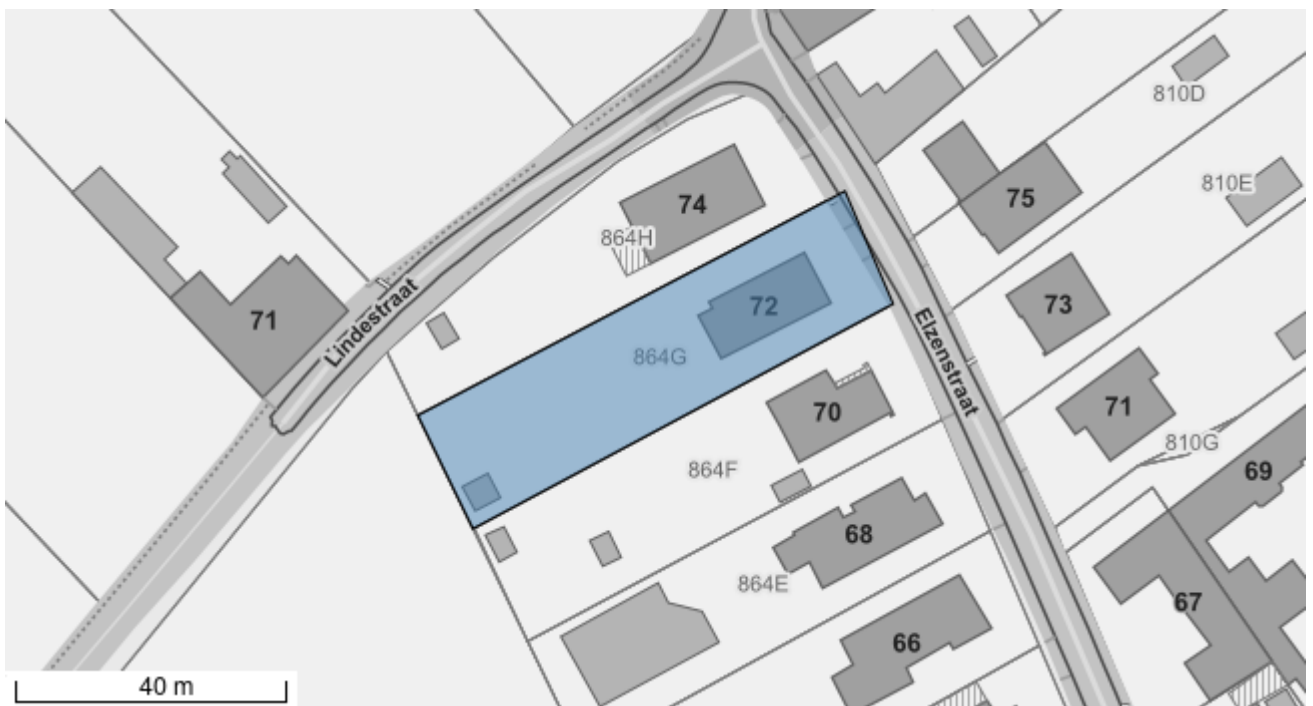 810D
810E
74
75
864H
71
Lindestraat
72
73
864G
Elzenstraat
70
71
810G
864F
69
68
864E
67
66
40 m